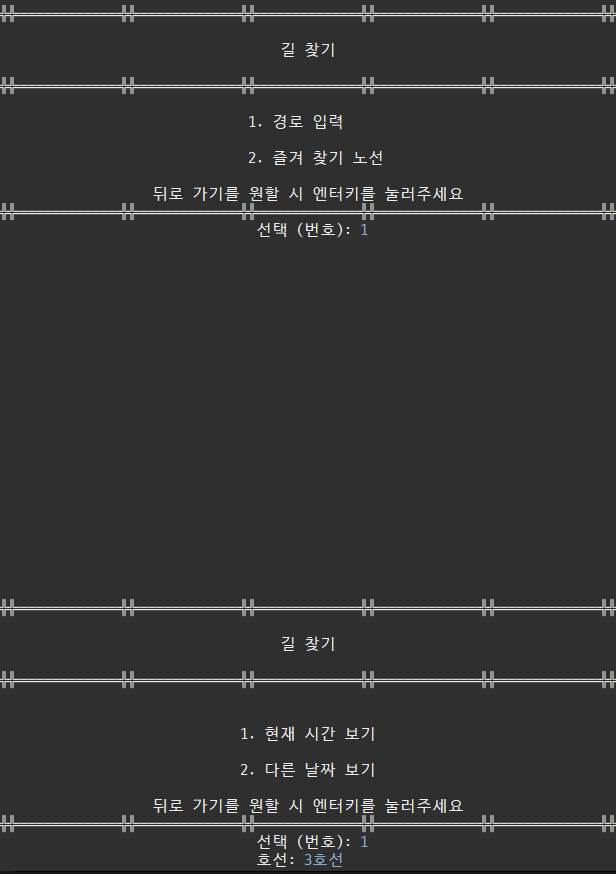 길 찾기
1. 경로 입력
2. 즐겨 찾기 노선
뒤로 가기를 원할 시 엔터키를 눌러주세요
선택 (번호): 1
길 찾기
1. 현재 시간 보기
2. 다른 날짜 보기
뒤로 가기를 원할 시 엔터키를 눌러주세요
선택 (번호): 1
호선: 3호선